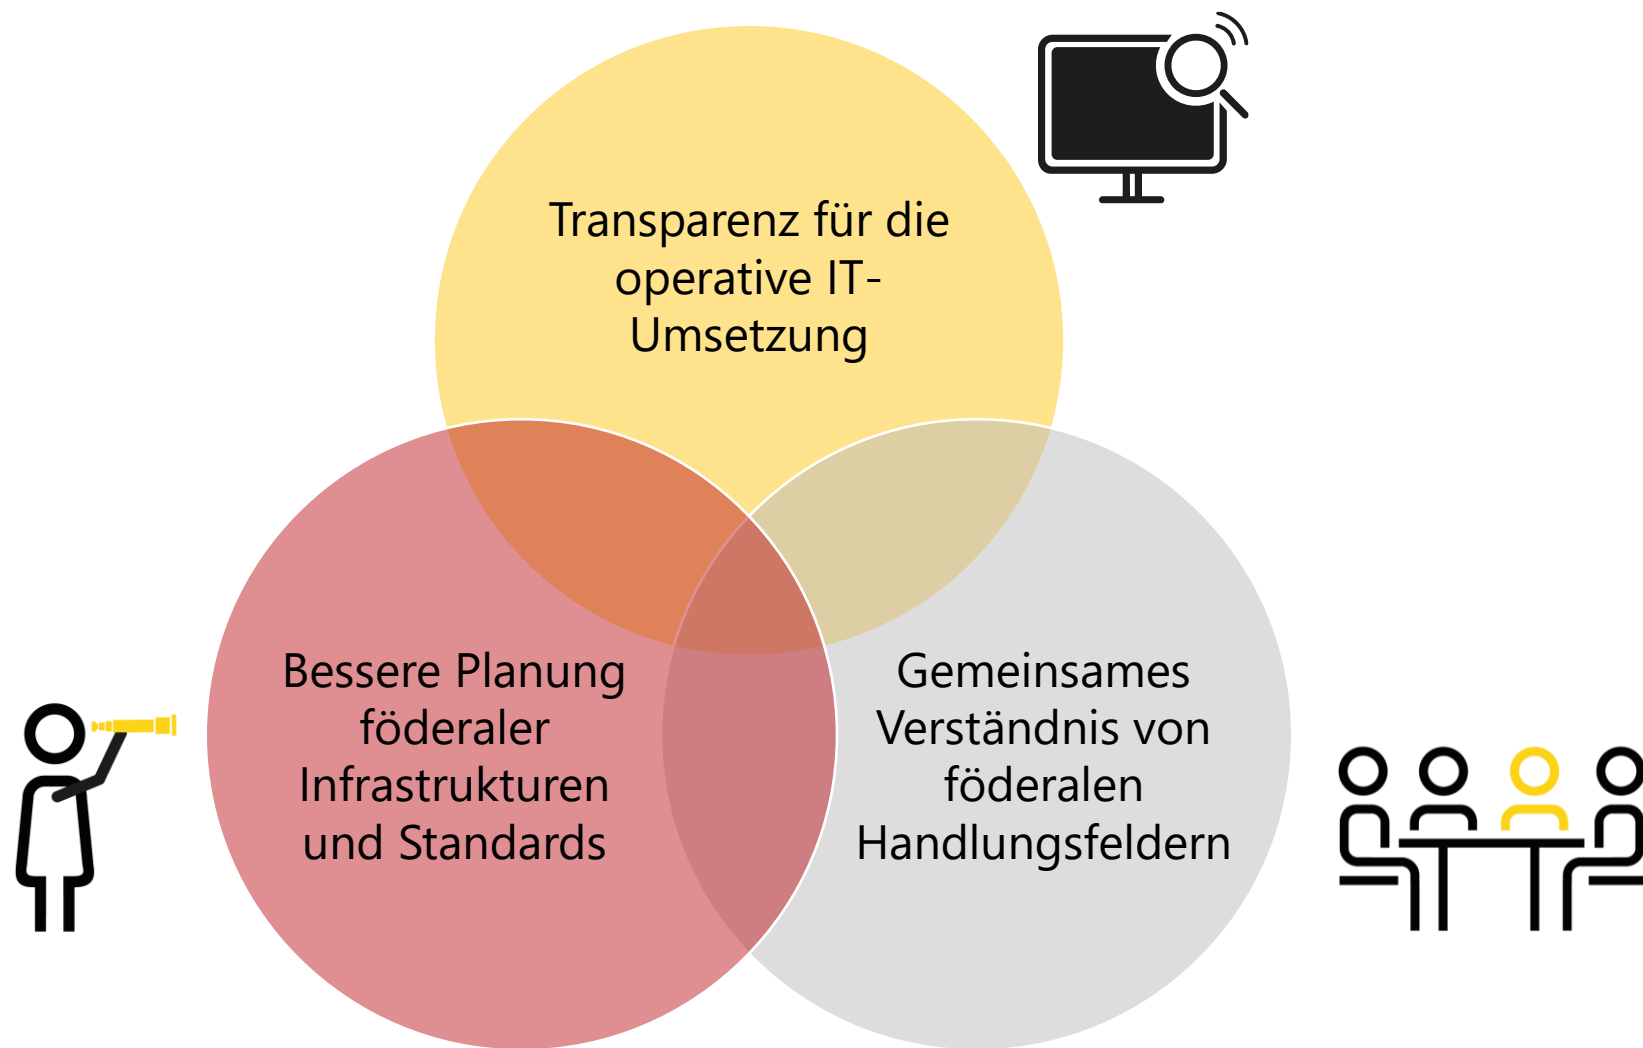 Transparenz für die
operative IT-
Umsetzung
Bessere Planung
föderaler
Infrastrukturen
und Standards
Gemeinsames
Verständnis von
föderalen
Handlungsfeldern